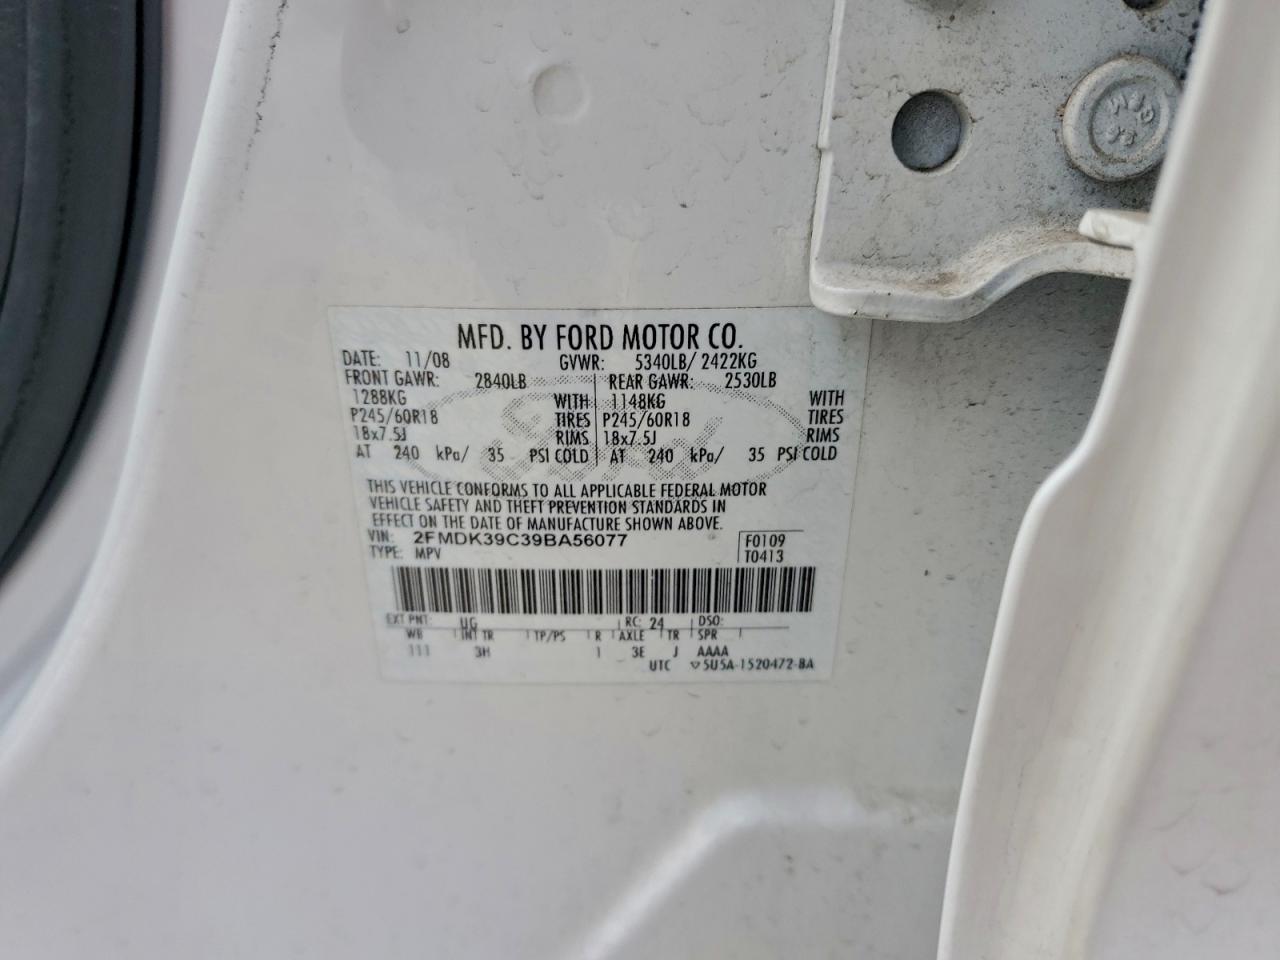 MFD. BY FORD MOTOR CO.
DATE: 11/08 GVWR: 5340LB/ 2422KG
FRONT GAWR: 2840LB REAR GAWR: 2530LB
1288KG WITH 1148KG WITH
P245/60R18 TIRES P245/60R18 TIRES
18x7.5J RIMS 18x7.5J RIMS
AT 240 kPa/ 35 PSI COLD AT 240 kPa/ 35 PSI COLD
THIS VEHICLE CONFORMS TO ALL APPLICABLE FEDERAL MOTOR
VEHICLE SAFETY AND THEFT PREVENTION STANDARDS IN
EFFECT ON THE DATE OF MANUFACTURE SHOWN ABOVE.
VIN: 2FMDK39C39BA56077 F0109
TYPE: MPV T0413
EXT PNT: UG RC: 24 DSO:
WB INT TR TP/PS R AXLE TR SPR
111 3H 1 3E J AAAA
UTC ▽5U5A-1520472-BA